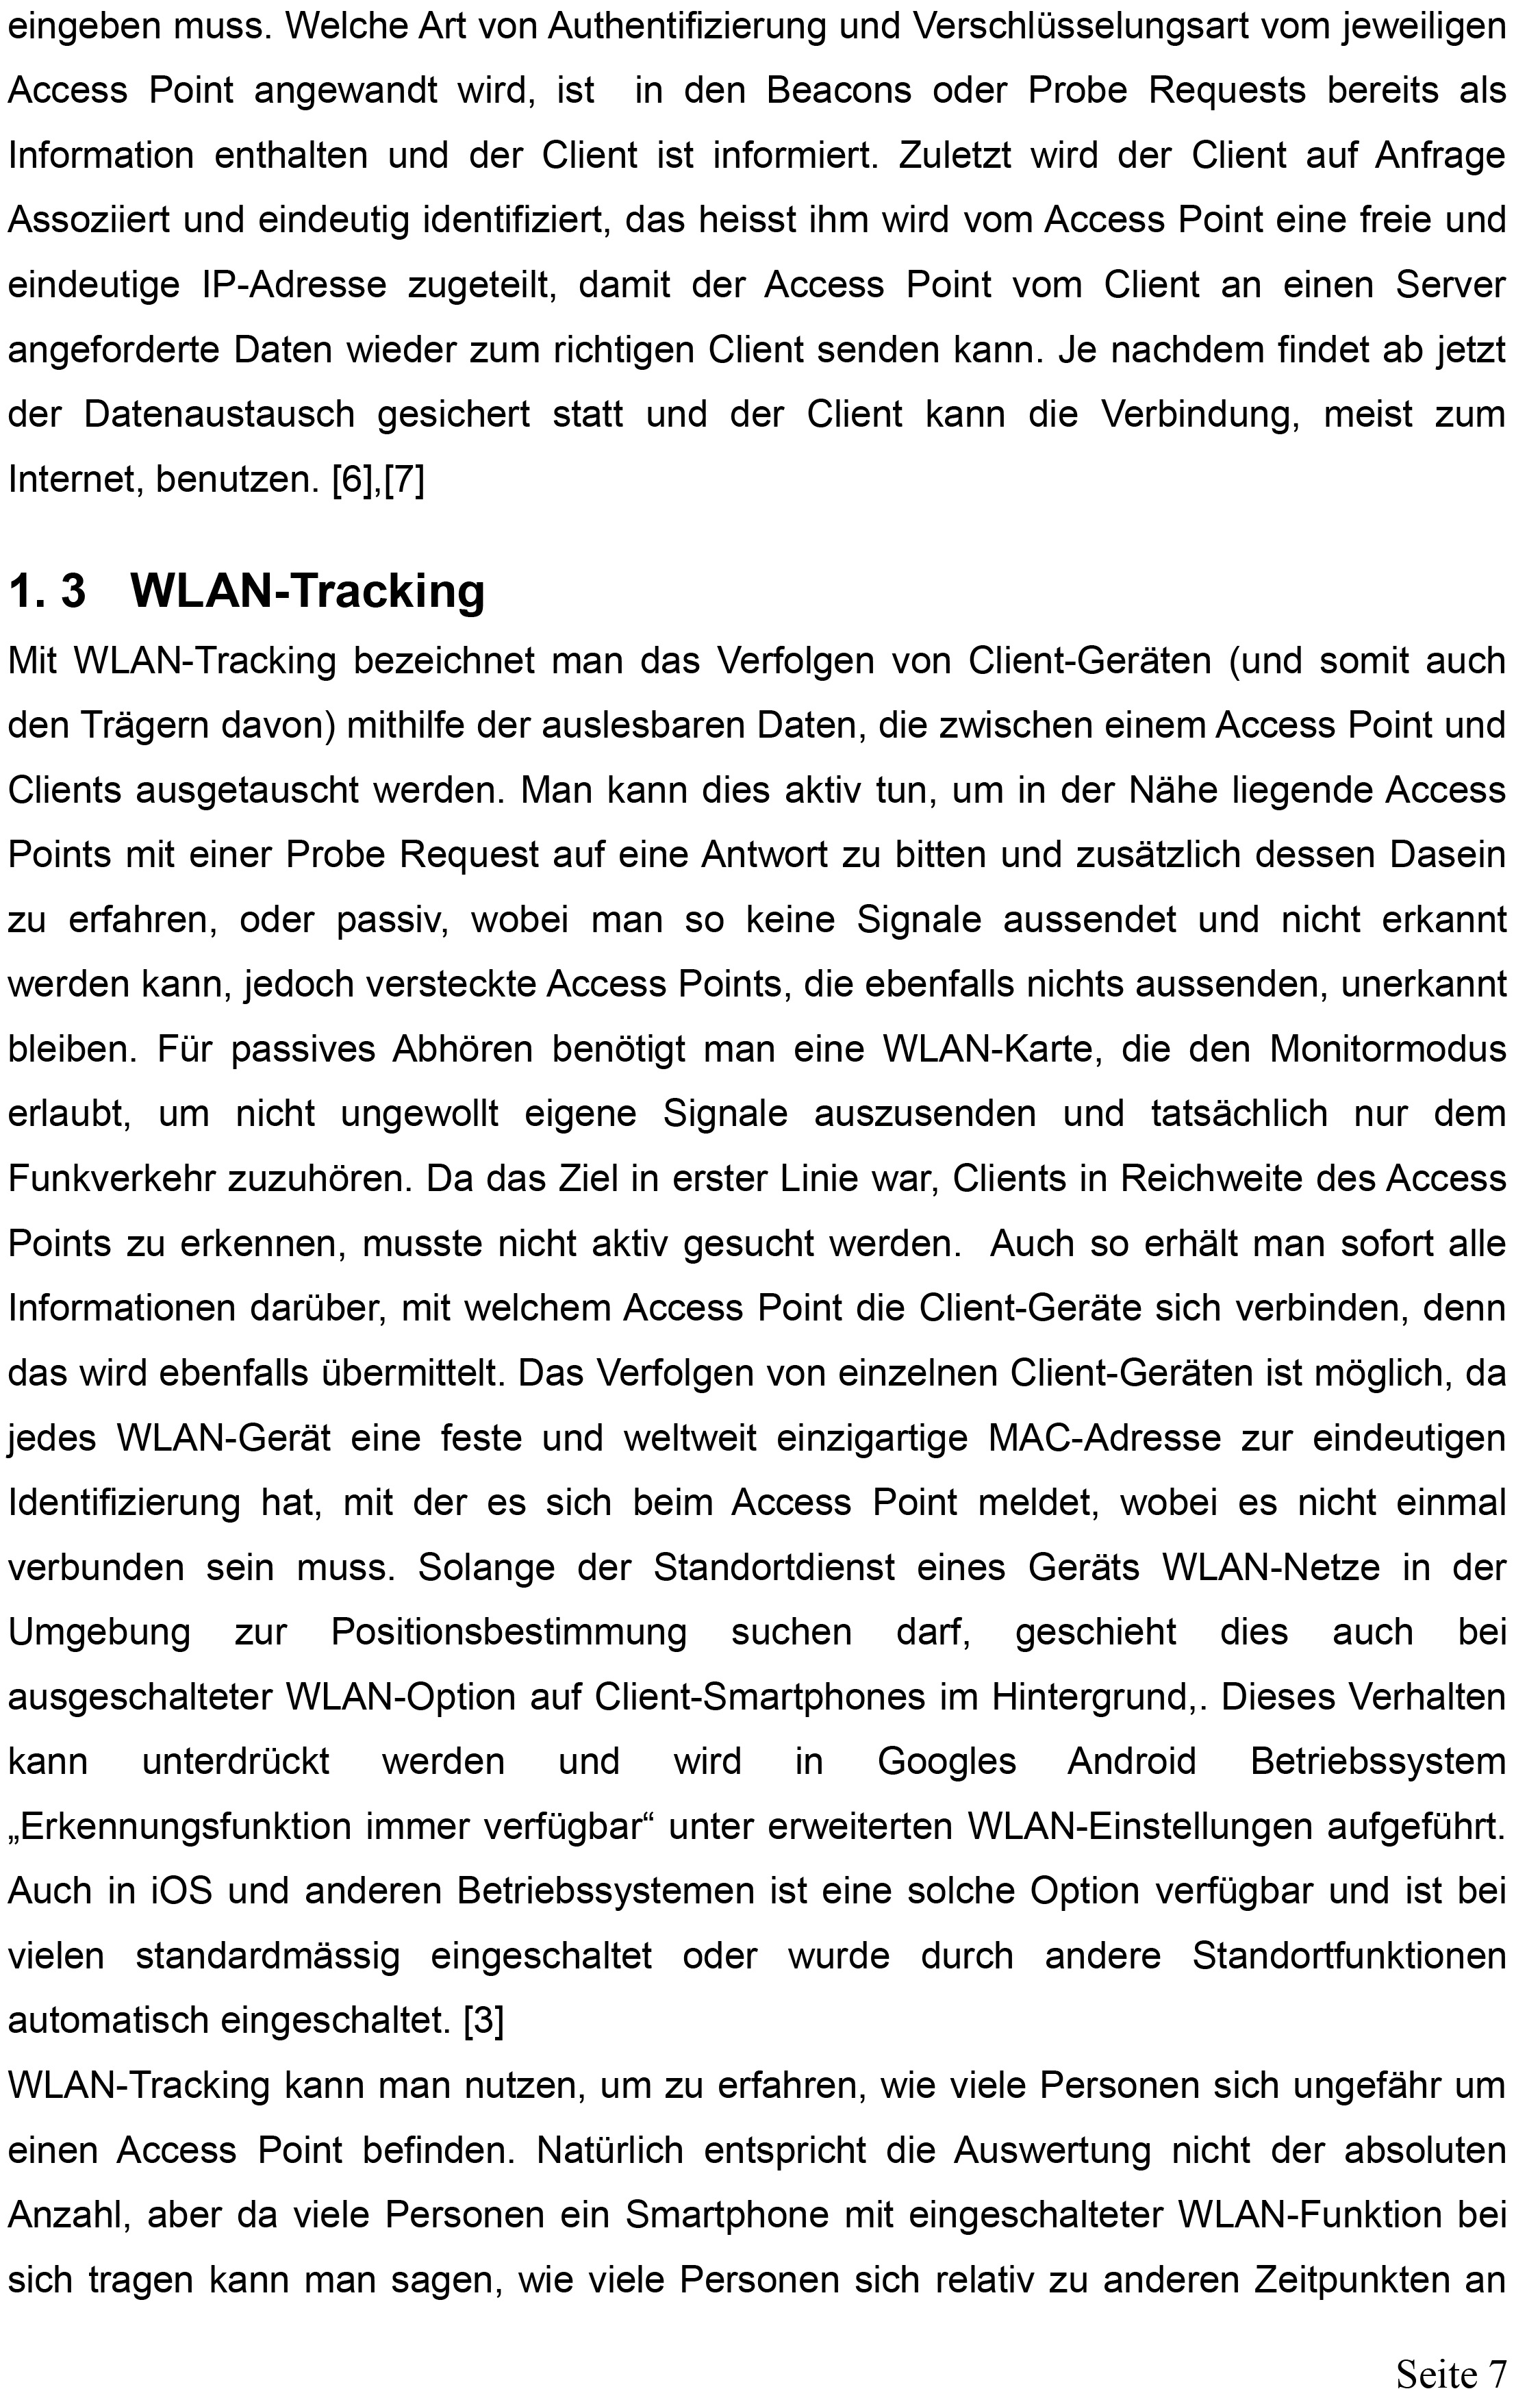 eingeben muss. Welche Art von Authentifizierung und Verschlüsselungsart vom jeweiligen
Access Point angewandt wird, ist  in den Beacons oder Probe Requests bereits als
Information enthalten und der Client ist informiert. Zuletzt wird der Client auf Anfrage
Assoziiert und eindeutig identifiziert, das heisst ihm wird vom Access Point eine freie und
eindeutige IP-Adresse zugeteilt, damit der Access Point vom Client an einen Server
angeforderte Daten wieder zum richtigen Client senden kann. Je nachdem findet ab jetzt
der Datenaustausch gesichert statt und der Client kann die Verbindung, meist zum
Internet, benutzen. [6],[7]
1. 3 WLAN-Tracking
Mit WLAN-Tracking bezeichnet man das Verfolgen von Client-Geräten (und somit auch
den Trägern davon) mithilfe der auslesbaren Daten, die zwischen einem Access Point und
Clients ausgetauscht werden. Man kann dies aktiv tun, um in der Nähe liegende Access
Points mit einer Probe Request auf eine Antwort zu bitten und zusätzlich dessen Dasein
zu erfahren, oder passiv, wobei man so keine Signale aussendet und nicht erkannt
werden kann, jedoch versteckte Access Points, die ebenfalls nichts aussenden, unerkannt
bleiben. Für passives Abhören benötigt man eine WLAN-Karte, die den Monitormodus
erlaubt, um nicht ungewollt eigene Signale auszusenden und tatsächlich nur dem
Funkverkehr zuzuhören. Da das Ziel in erster Linie war, Clients in Reichweite des Access
Points zu erkennen, musste nicht aktiv gesucht werden.  Auch so erhält man sofort alle
Informationen darüber, mit welchem Access Point die Client-Geräte sich verbinden, denn
das wird ebenfalls übermittelt. Das Verfolgen von einzelnen Client-Geräten ist möglich, da
jedes WLAN-Gerät eine feste und weltweit einzigartige MAC-Adresse zur eindeutigen
Identifizierung hat, mit der es sich beim Access Point meldet, wobei es nicht einmal
verbunden sein muss. Solange der Standortdienst eines Geräts WLAN-Netze in der
Umgebung zur Positionsbestimmung suchen darf, geschieht dies auch bei
ausgeschalteter WLAN-Option auf Client-Smartphones im Hintergrund,. Dieses Verhalten
kann unterdrückt werden und wird in Googles Android Betriebssystem
„Erkennungsfunktion immer verfügbar“ unter erweiterten WLAN-Einstellungen aufgeführt.
Auch in iOS und anderen Betriebssystemen ist eine solche Option verfügbar und ist bei
vielen standardmässig eingeschaltet oder wurde durch andere Standortfunktionen
automatisch eingeschaltet. [3]
WLAN-Tracking kann man nutzen, um zu erfahren, wie viele Personen sich ungefähr um
einen Access Point befinden. Natürlich entspricht die Auswertung nicht der absoluten
Anzahl, aber da viele Personen ein Smartphone mit eingeschalteter WLAN-Funktion bei
sich tragen kann man sagen, wie viele Personen sich relativ zu anderen Zeitpunkten an
Seite 7